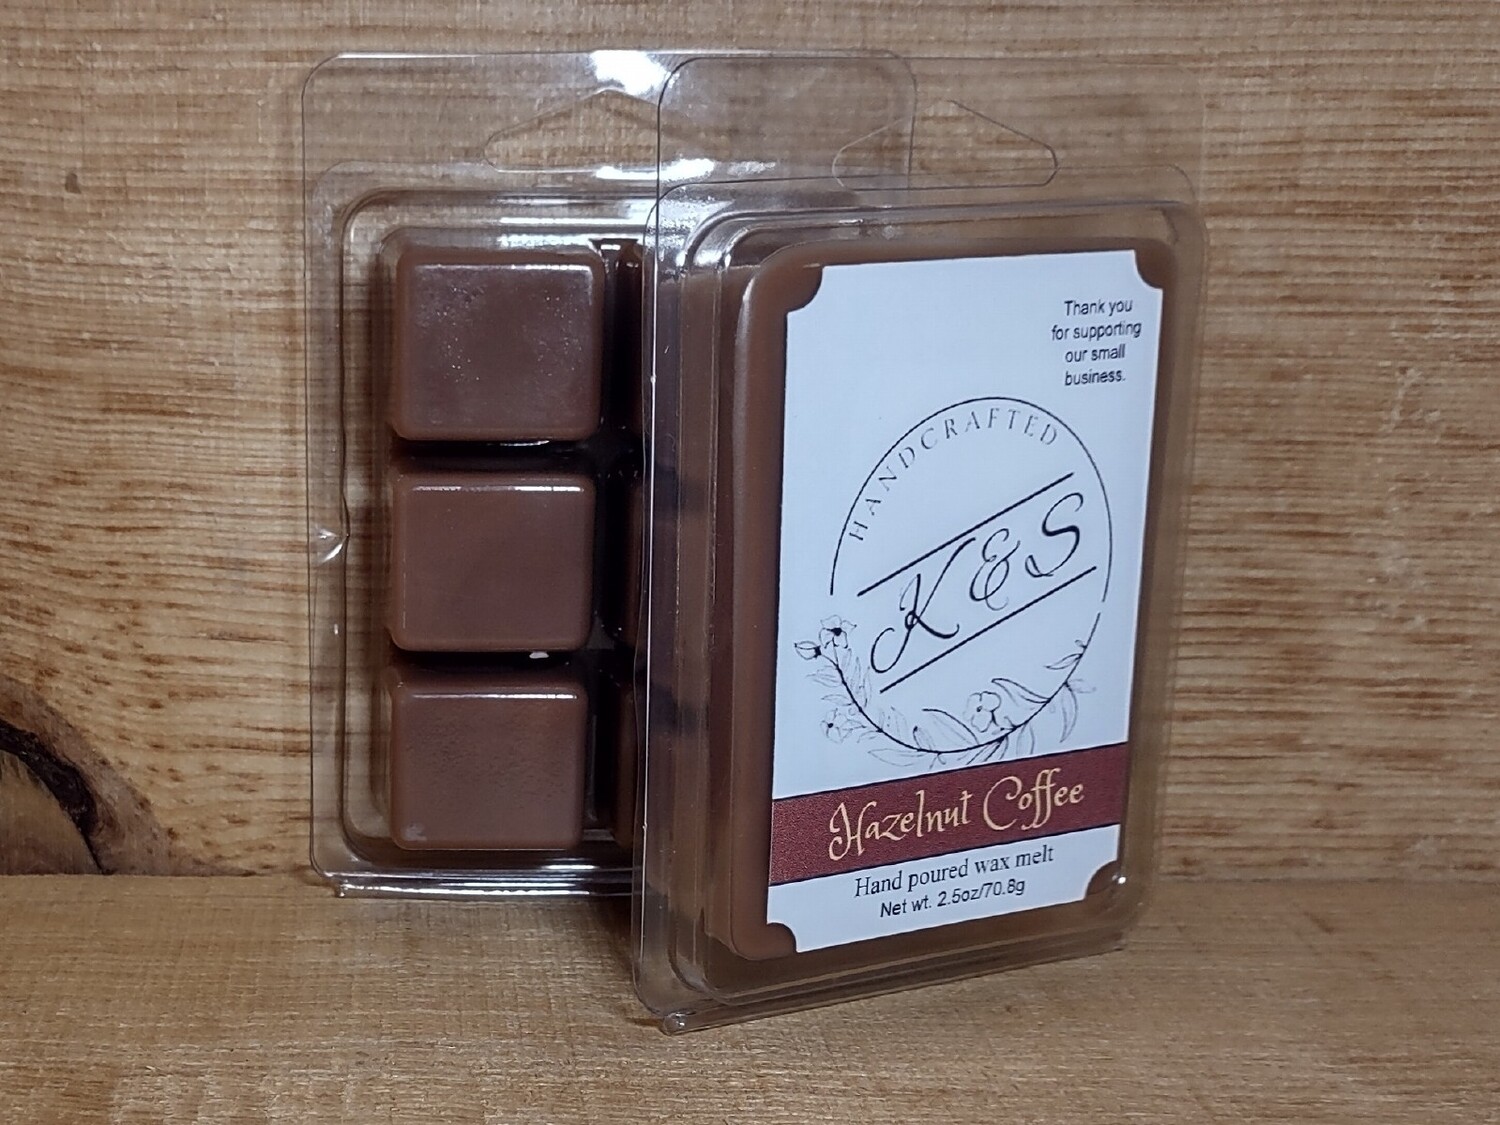 Thank you
for supporting
our small
business.
HANDCRAFTED
K & S
Hazelnut Coffee
Hand poured wax melt
Net wt. 2.5oz/70.8g